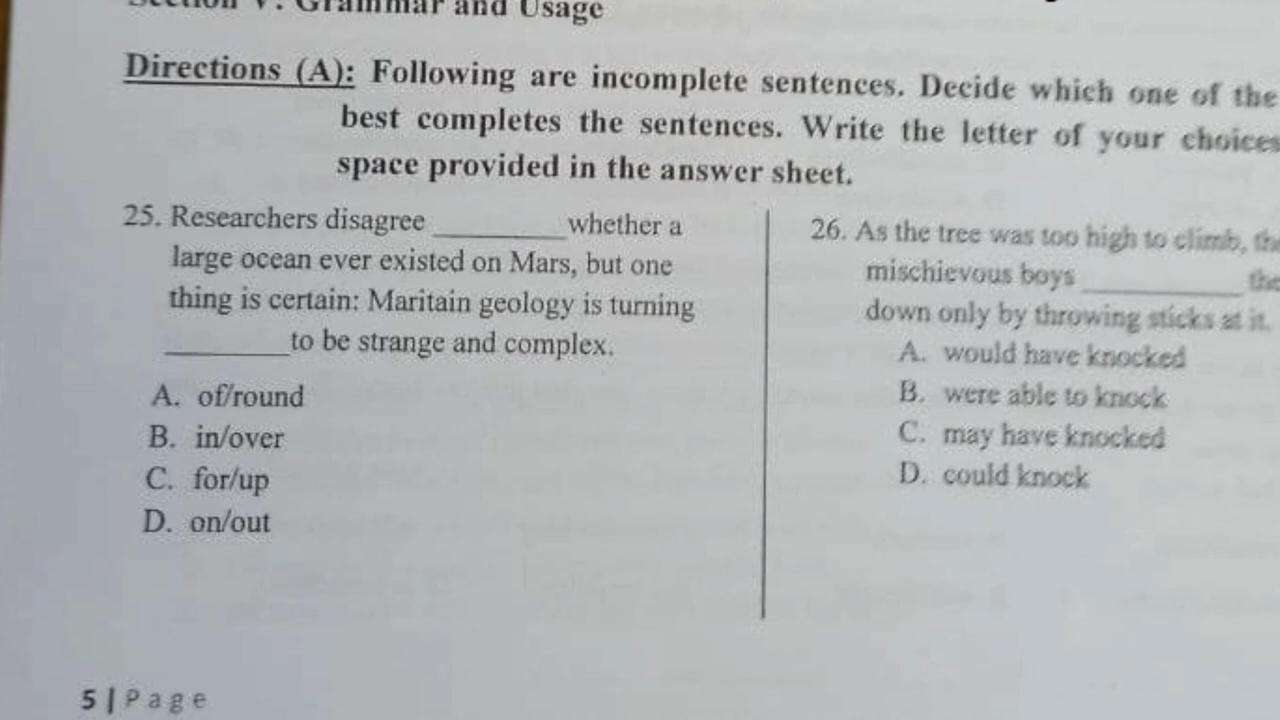 Section V: Grammar and Usage
Directions (A): Following are incomplete sentences. Decide which one of the
best completes the sentences. Write the letter of your choices
space provided in the answer sheet.
25. Researchers disagree ________ whether a
large ocean ever existed on Mars, but one
thing is certain: Maritain geology is turning
________ to be strange and complex.
A. of/round
B. in/over
C. for/up
D. on/out
26. As the tree was too high to climb, the
mischievous boys __________ the
down only by throwing sticks at it.
A. would have knocked
B. were able to knock
C. may have knocked
D. could knock
5 | Page